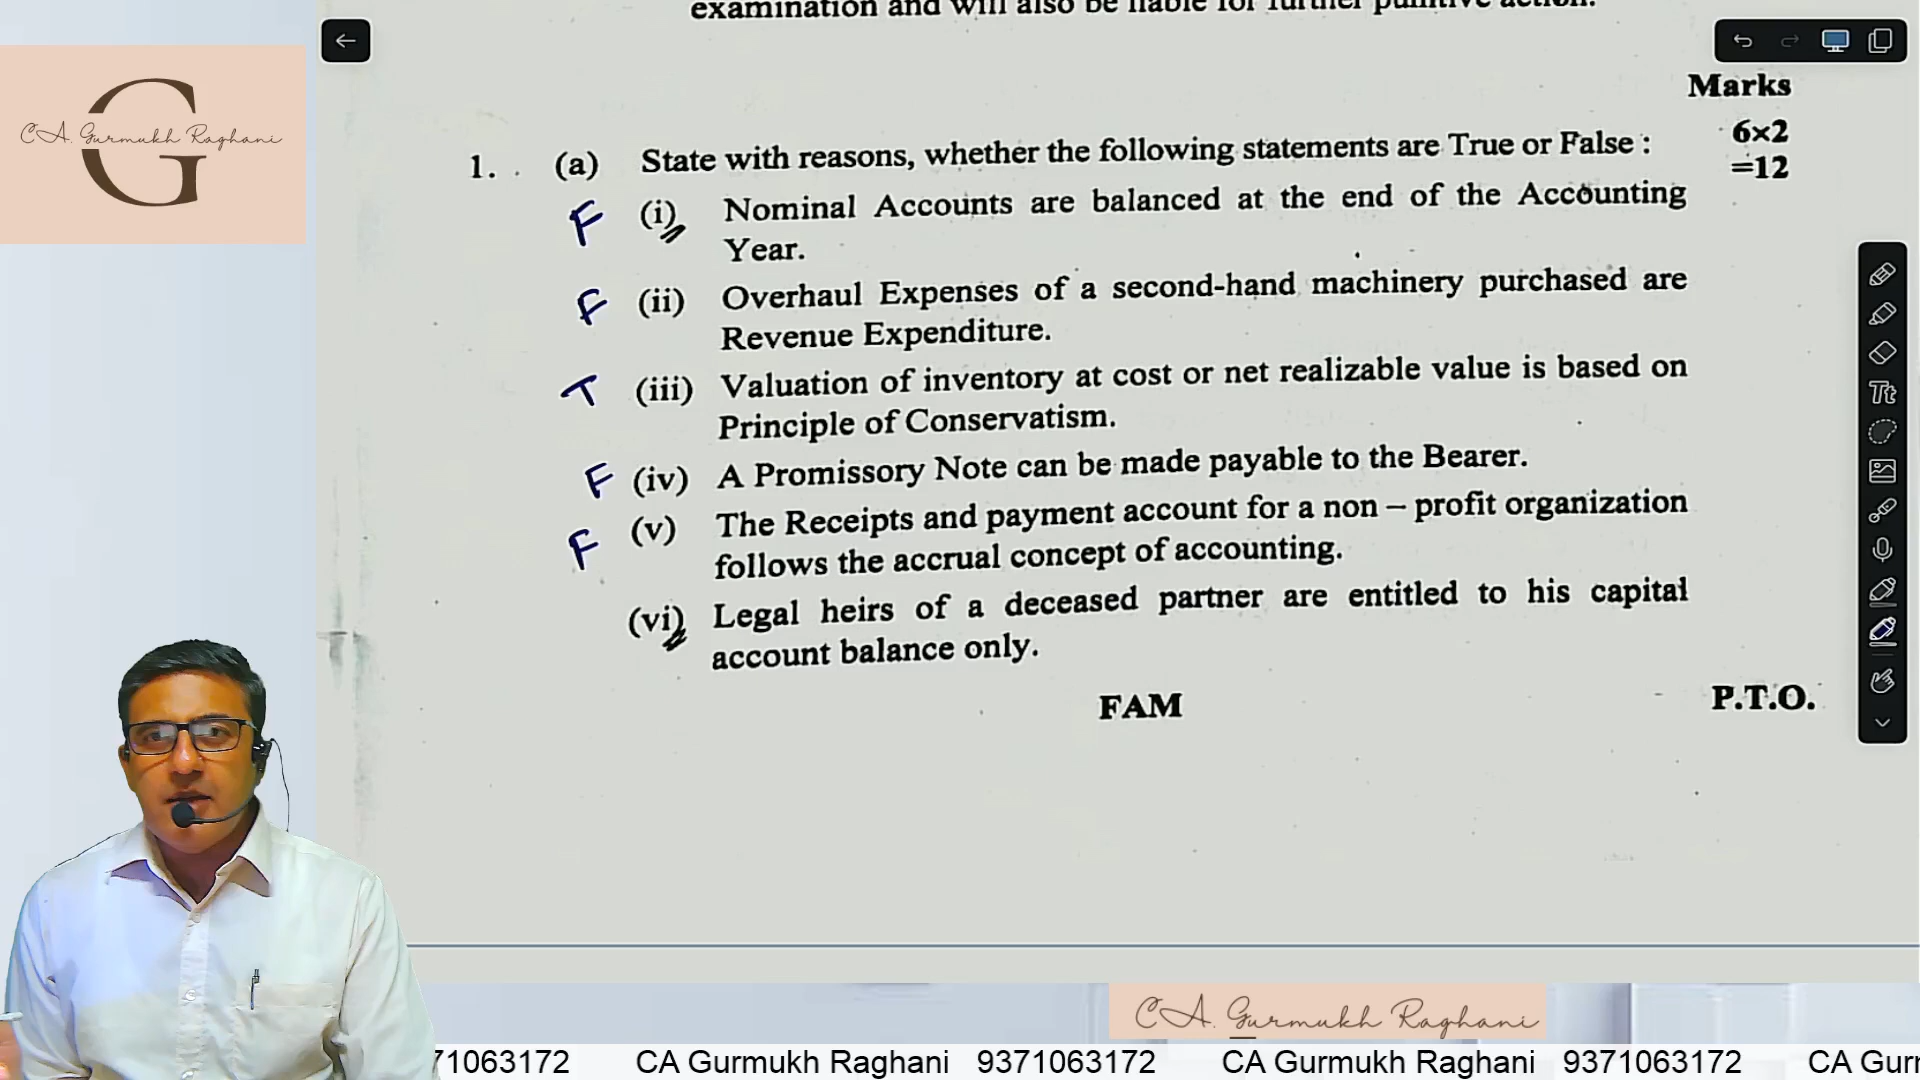 examination and will also be liable for further punitive action.
Marks
CA. Gurmukh Raghani
G
6×2
=12
1. (a) State with reasons, whether the following statements are True or False :
F (i) Nominal Accounts are balanced at the end of the Accounting
Year.
F (ii) Overhaul Expenses of a second-hand machinery purchased are
Revenue Expenditure.
T (iii) Valuation of inventory at cost or net realizable value is based on
Principle of Conservatism.
F (iv) A Promissory Note can be made payable to the Bearer.
F (v) The Receipts and payment account for a non – profit organization
follows the accrual concept of accounting.
(vi) Legal heirs of a deceased partner are entitled to his capital
account balance only.
FAM
P.T.O.
Tt
CA. Gurmukh Raghani
71063172 CA Gurmukh Raghani 9371063172 CA Gurmukh Raghani 9371063172 CA Gur